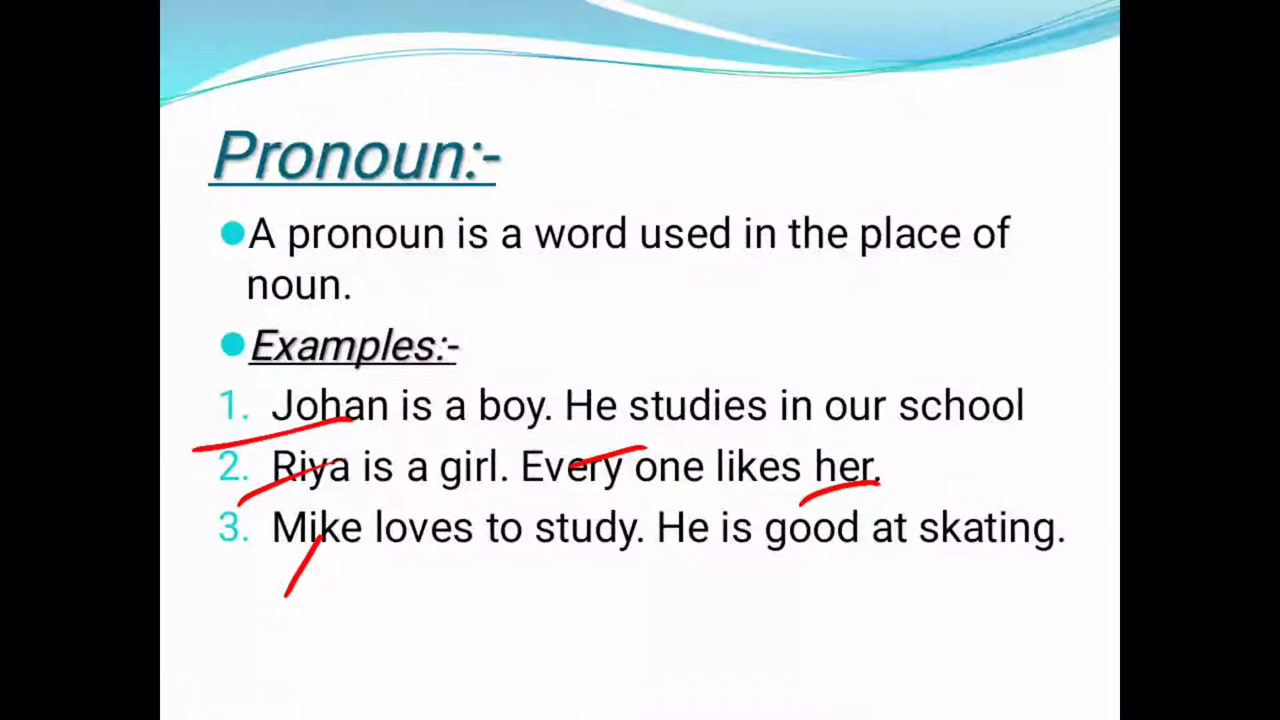 Pronoun:-
A pronoun is a word used in the place of
noun.
Examples:-
1. Johan is a boy. He studies in our school
2. Riya is a girl. Every one likes her.
3. Mike loves to study. He is good at skating.